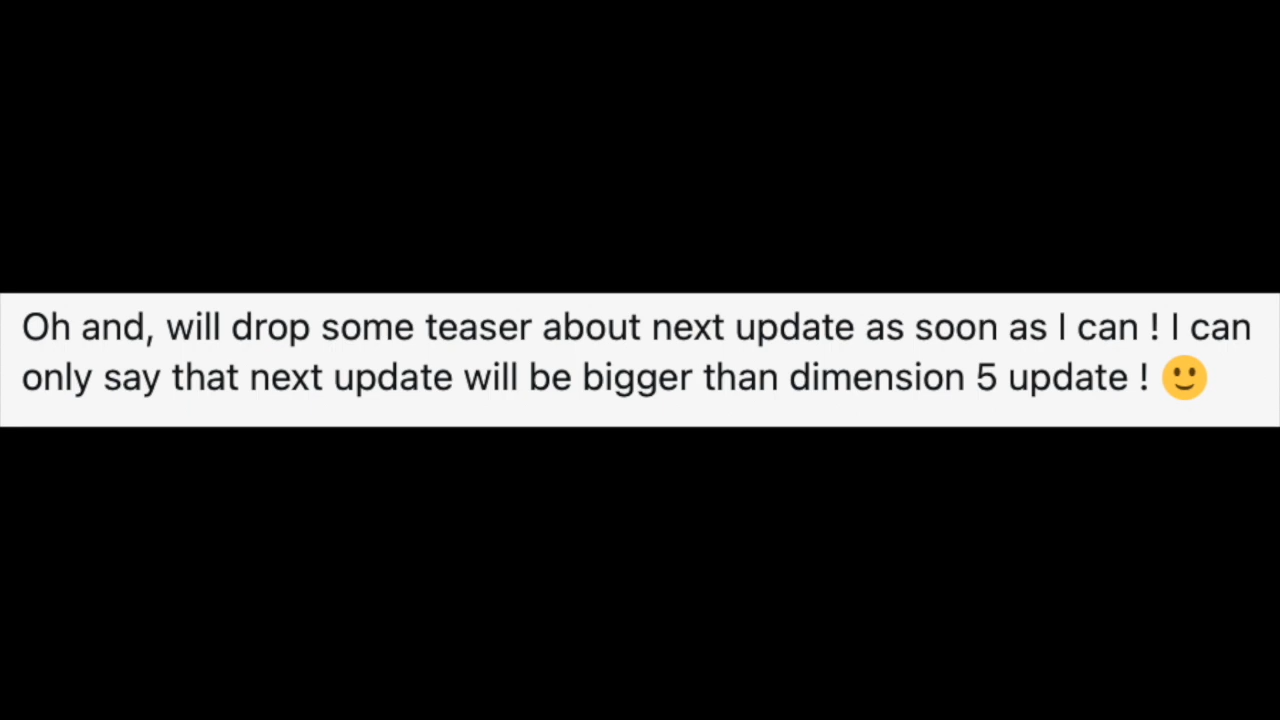 Oh and, will drop some teaser about next update as soon as I can ! I can
only say that next update will be bigger than dimension 5 update ! 🙂